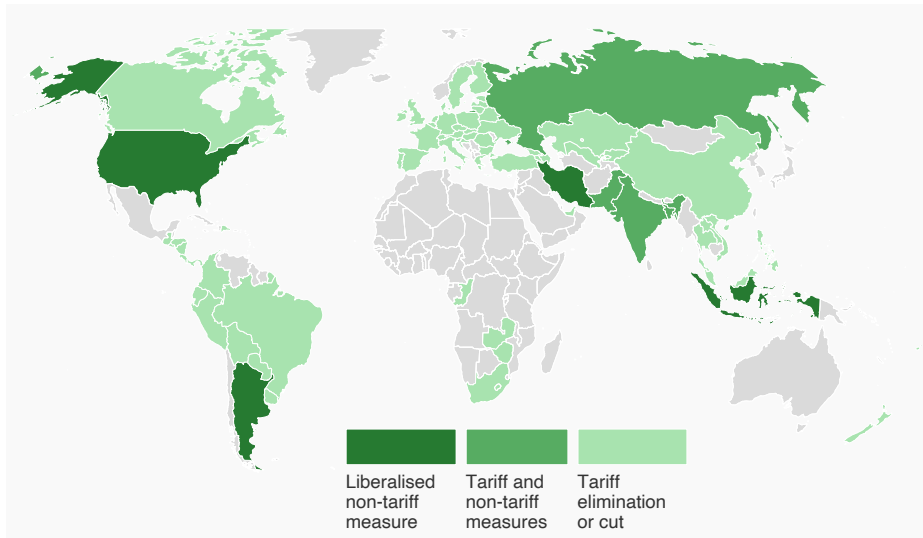 Liberalised
non-tariff
measure
Tariff and
non-tariff
measures
Tariff
elimination
or cut